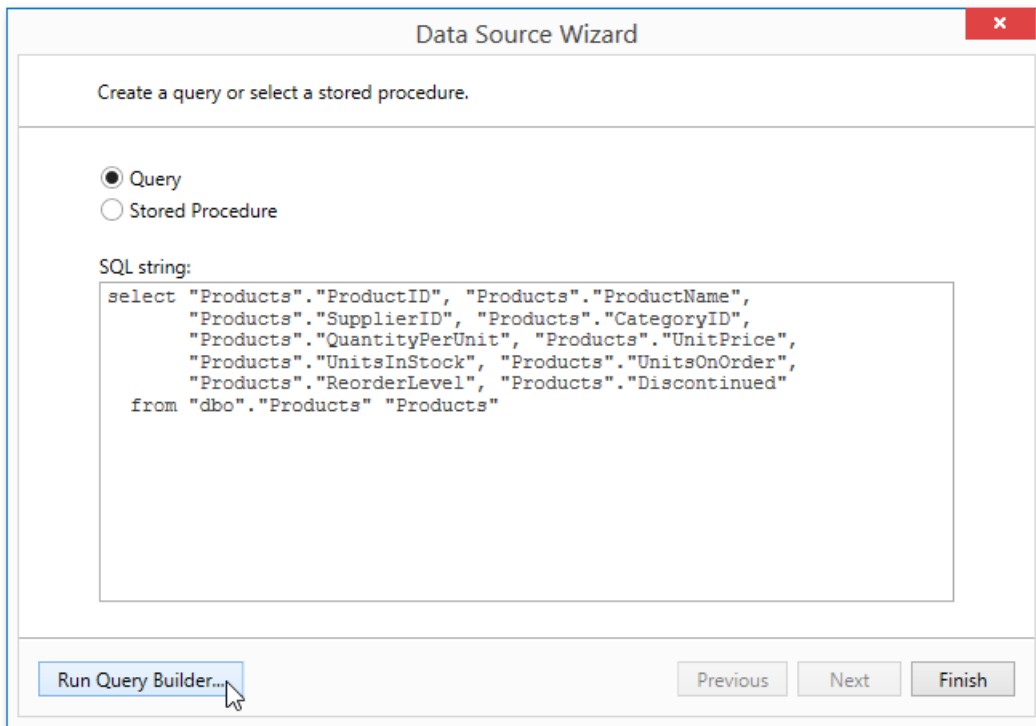 Data Source Wizard
Create a query or select a stored procedure.
Query
Stored Procedure
SQL string:
select "Products"."ProductID", "Products"."ProductName",
"Products"."SupplierID", "Products"."CategoryID",
"Products"."QuantityPerUnit", "Products"."UnitPrice",
"Products"."UnitsInStock", "Products"."UnitsOnOrder",
"Products"."ReorderLevel", "Products"."Discontinued"
from "dbo"."Products" "Products"
Run Query Builder... Previous Next Finish